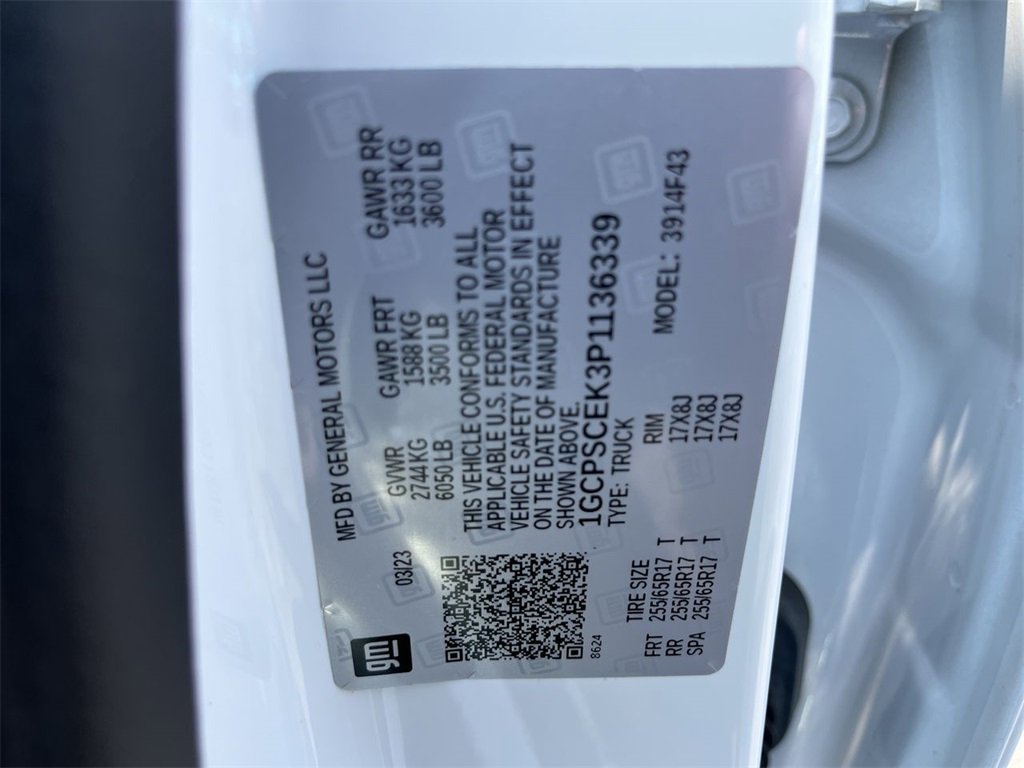 MFD BY GENERAL MOTORS LLC
gm
03/23
GVWR GAWR FRT GAWR RR
2744 KG 1588 KG 1633 KG
6050 LB 3500 LB 3600 LB
THIS VEHICLE CONFORMS TO ALL
APPLICABLE U.S. FEDERAL MOTOR
VEHICLE SAFETY STANDARDS IN EFFECT
ON THE DATE OF MANUFACTURE
SHOWN ABOVE.
1GCPSCEK3P1136339
TYPE: TRUCK MODEL: 3914F43
8624
TIRE SIZE RIM
FRT 255/65R17 T 17X8J
RR 255/65R17 T 17X8J
SPA 255/65R17 T 17X8J